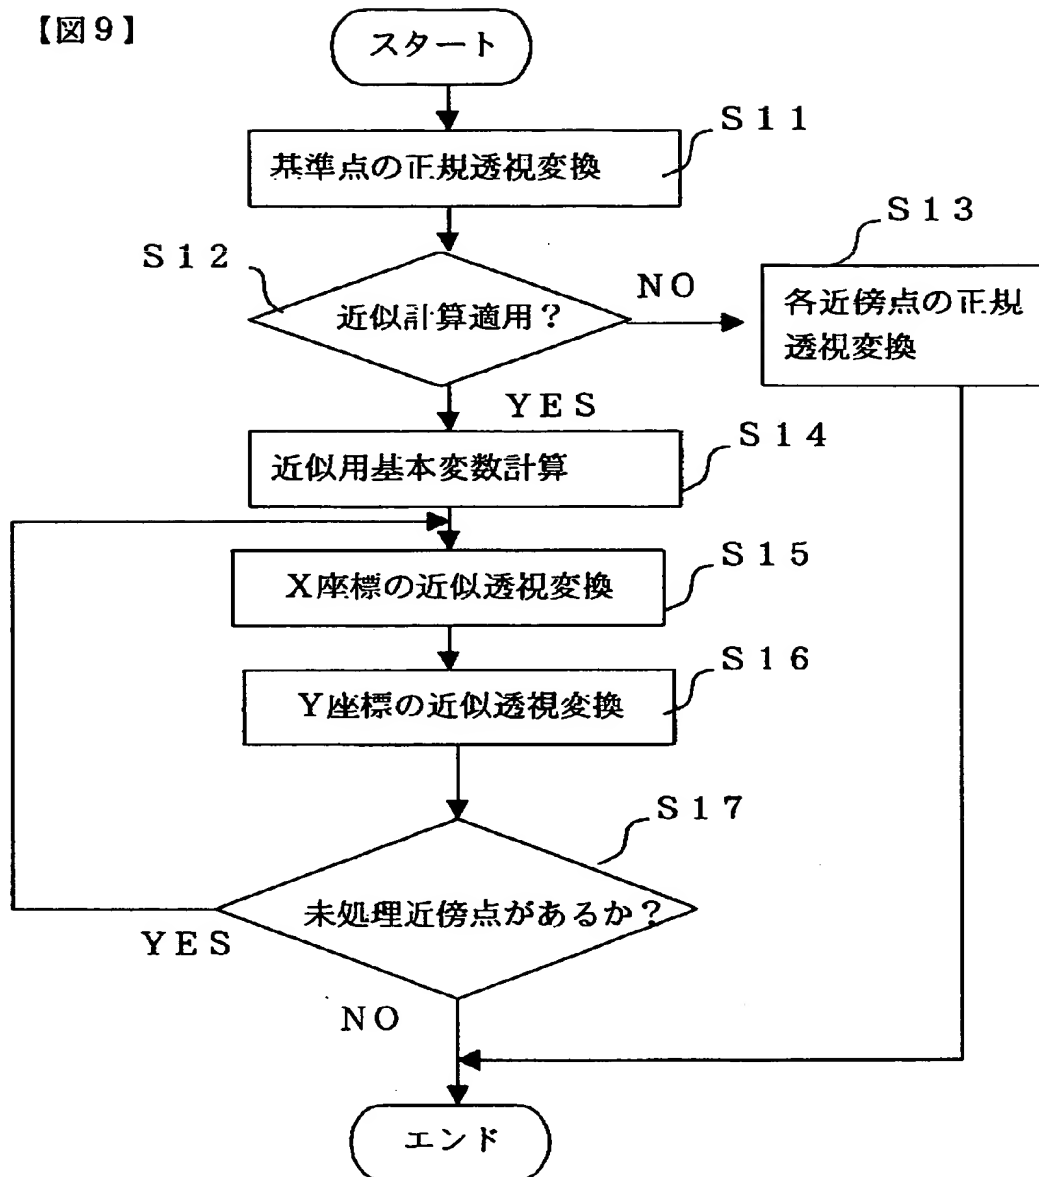 【図9】
スタート
S11
基準点の正規透視変換
S12
近似計算適用?
NO
S13
各近傍点の正規
透視変換
YES
S14
近似用基本変数計算
S15
X座標の近似透視変換
S16
Y座標の近似透視変換
S17
未処理近傍点があるか?
YES
NO
エンド